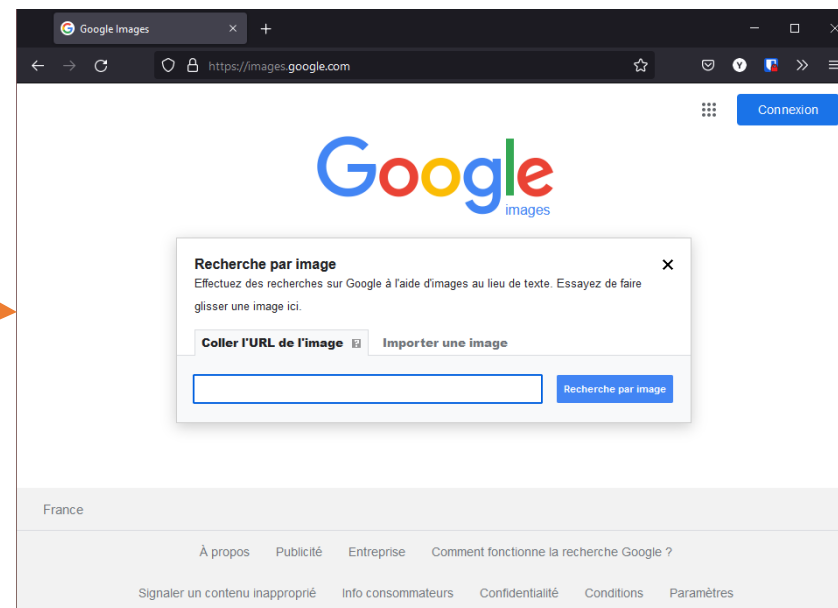 Google Images
https://images.google.com
Connexion
Google
images
Recherche par image
Effectuez des recherches sur Google à l'aide d'images au lieu de texte. Essayez de faire
glisser une image ici.
Coller l'URL de l'image
Importer une image
Recherche par image
France
À propos Publicité Entreprise Comment fonctionne la recherche Google ?
Signaler un contenu inapproprié Info consommateurs Confidentialité Conditions Paramètres